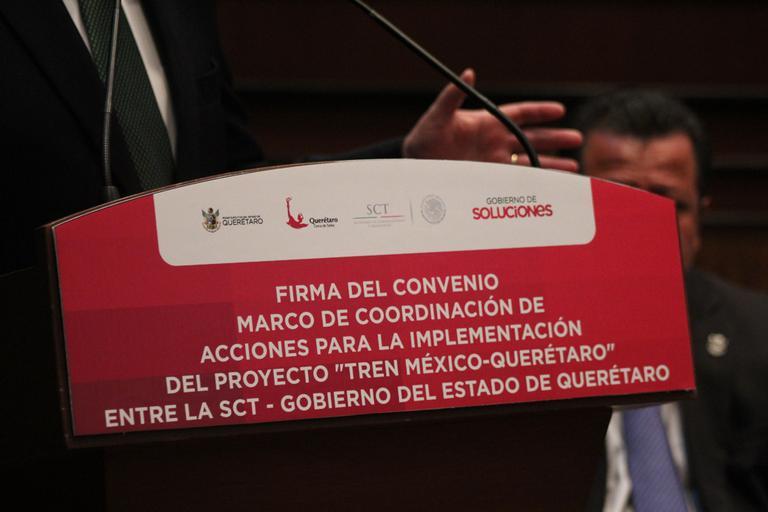 QUERÉTARO
Querétaro
SCT
GOBIERNO DE
SOLUCIONES
FIRMA DEL CONVENIO
MARCO DE COORDINACIÓN DE
ACCIONES PARA LA IMPLEMENTACIÓN
DEL PROYECTO "TREN MÉXICO-QUERÉTARO"
ENTRE LA SCT - GOBIERNO DEL ESTADO DE QUERÉTARO